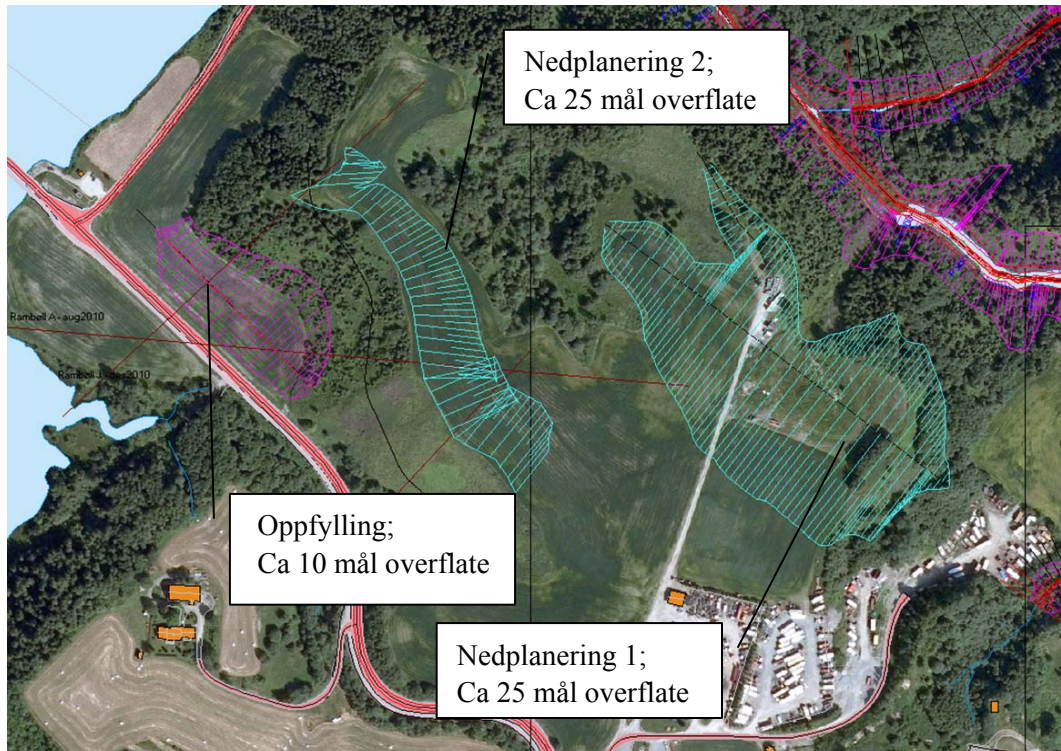 Nedplanering 2;
Ca 25 mål overflate
Rambøll A - aug2010
Oppfylling;
Ca 10 mål overflate
Nedplanering 1;
Ca 25 mål overflate